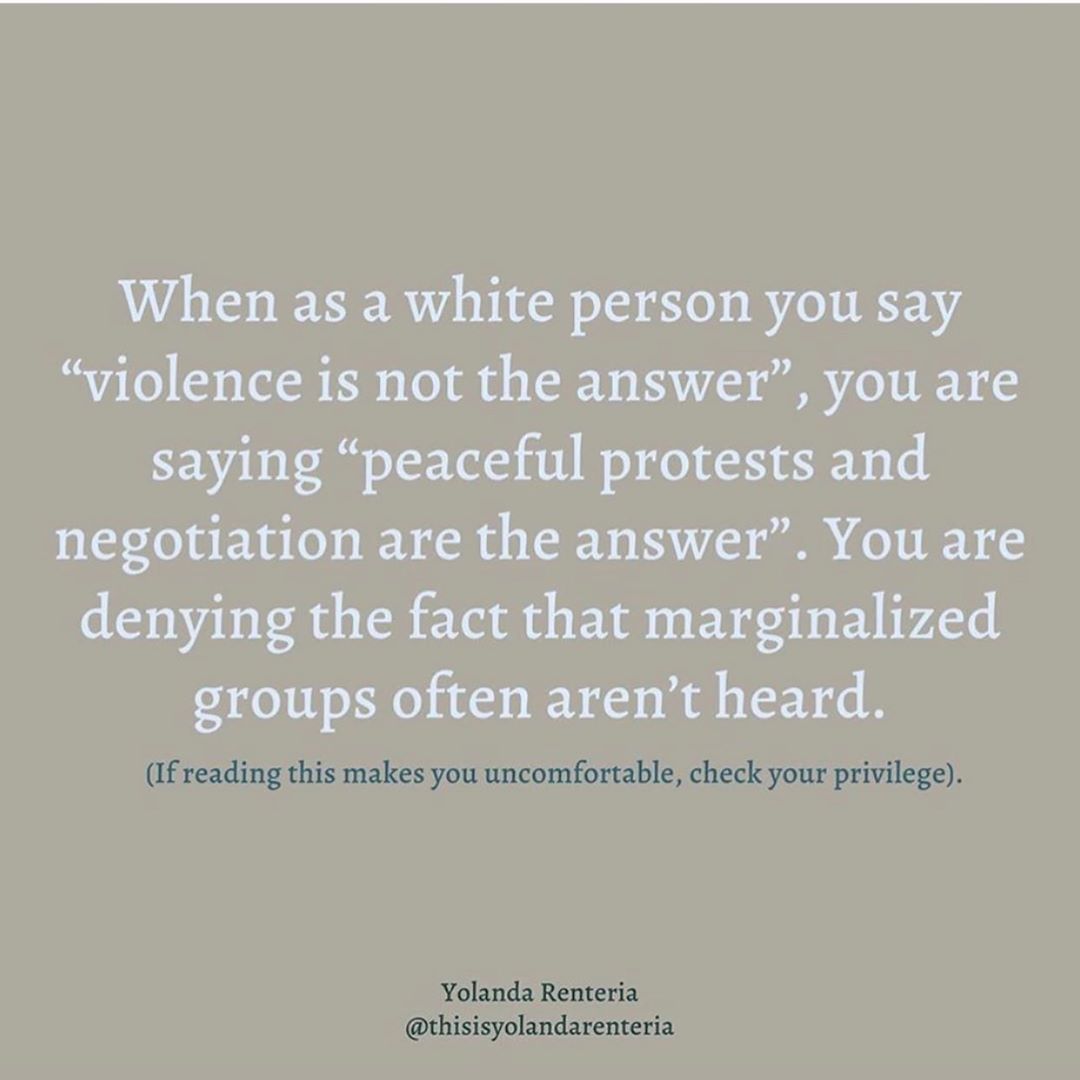 When as a white person you say
“violence is not the answer”, you are
saying “peaceful protests and
negotiation are the answer”. You are
denying the fact that marginalized
groups often aren’t heard.
(If reading this makes you uncomfortable, check your privilege).
Yolanda Renteria
@thisisyolandarenteria